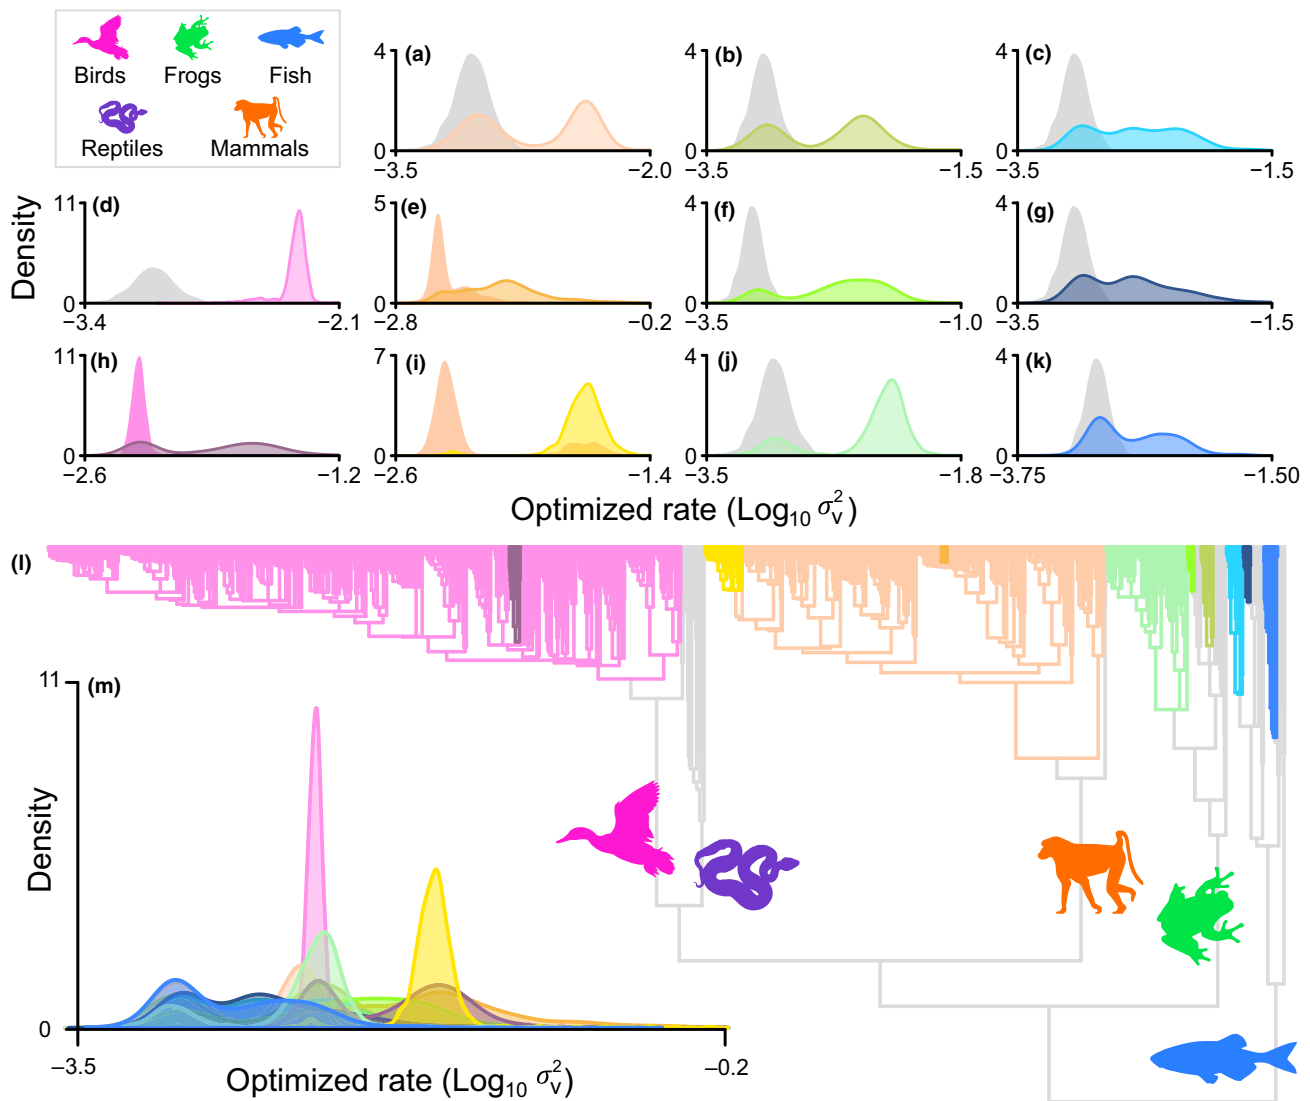 Birds Frogs Fish
Reptiles Mammals
Density
(a) 4 0 −3.5 −2.0
(b) 4 0 −3.5 −1.5
(c) 4 0 −3.5 −1.5
(d) 11 0 −3.4 −2.1
(e) 5 0 −2.8 −0.2
(f) 4 0 −3.5 −1.0
(g) 4 0 −3.5 −1.5
(h) 11 0 −2.6 −1.2
(i) 7 0 −2.6 −1.4
(j) 4 0 −3.5 −1.8
(k) 4 0 −3.75 −1.50
Optimized rate (Log₁₀ σ²ᵥ)
(l)
(m)
11
Density
0
−3.5 −0.2
Optimized rate (Log₁₀ σ²ᵥ)